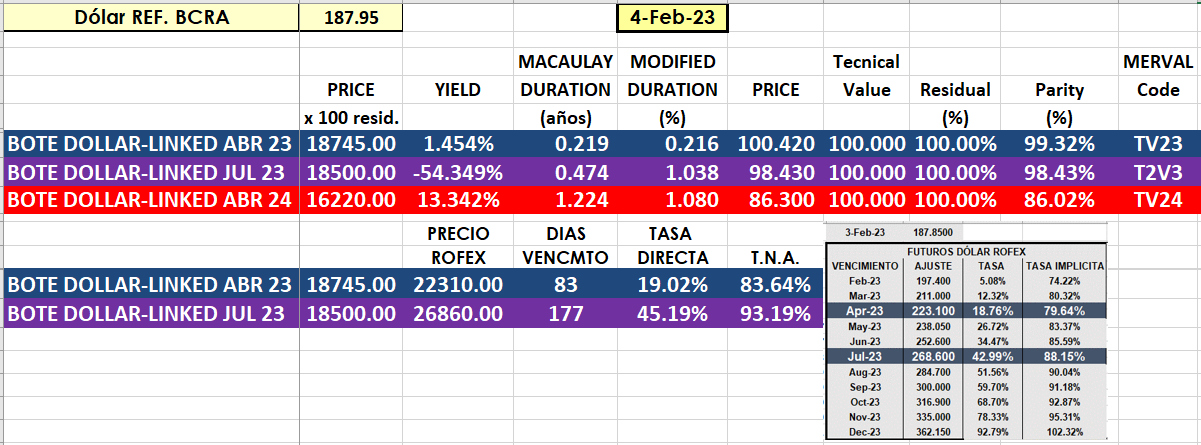 Dólar REF. BCRA 187.95 4-Feb-23
MACAULAY MODIFIED Tecnical MERVAL
PRICE YIELD DURATION DURATION PRICE Value Residual Parity Code
x 100 resid. (años) (%) (%) (%)
BOTE DOLLAR-LINKED ABR 23 18745.00 1.454% 0.219 0.216 100.420 100.000 100.00% 99.32% TV23
BOTE DOLLAR-LINKED JUL 23 18500.00 -54.349% 0.474 1.038 98.430 100.000 100.00% 98.43% T2V3
BOTE DOLLAR-LINKED ABR 24 16220.00 13.342% 1.224 1.080 86.300 100.000 100.00% 86.02% TV24
PRECIO DIAS TASA
ROFEX VENCMTO DIRECTA T.N.A.
BOTE DOLLAR-LINKED ABR 23 18745.00 22310.00 83 19.02% 83.64%
BOTE DOLLAR-LINKED JUL 23 18500.00 26860.00 177 45.19% 93.19%
3-Feb-23 187.8500
FUTUROS DÓLAR ROFEX
VENCIMIENTO AJUSTE TASA TASA IMPLICITA
Feb-23 197.400 5.08% 74.22%
Mar-23 211.000 12.32% 80.32%
Apr-23 223.100 18.76% 79.64%
May-23 238.050 26.72% 83.37%
Jun-23 252.600 34.47% 85.59%
Jul-23 268.600 42.99% 88.15%
Aug-23 284.700 51.56% 90.04%
Sep-23 300.000 59.70% 91.18%
Oct-23 316.900 68.70% 92.87%
Nov-23 335.000 78.33% 95.31%
Dec-23 362.150 92.79% 102.32%